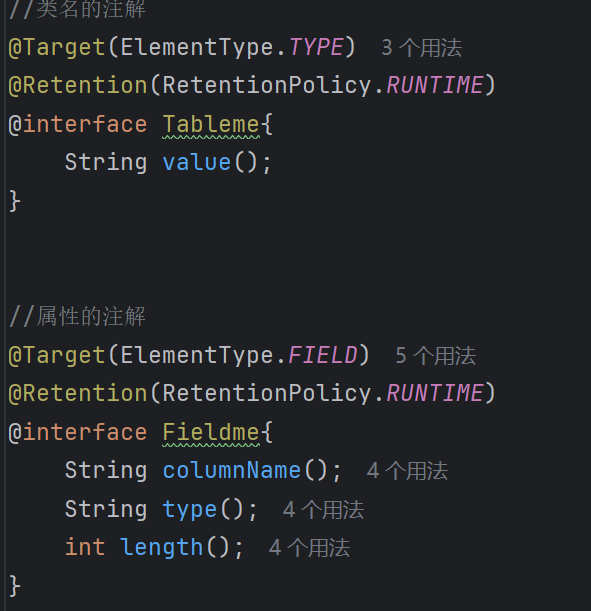 //类名的注解
@Target(ElementType.TYPE) 3 个用法
@Retention(RetentionPolicy.RUNTIME)
@interface Tableme{
    String value();
}
//属性的注解
@Target(ElementType.FIELD) 5 个用法
@Retention(RetentionPolicy.RUNTIME)
@interface Fieldme{
    String columnName(); 4 个用法
    String type(); 4 个用法
    int length(); 4 个用法
}